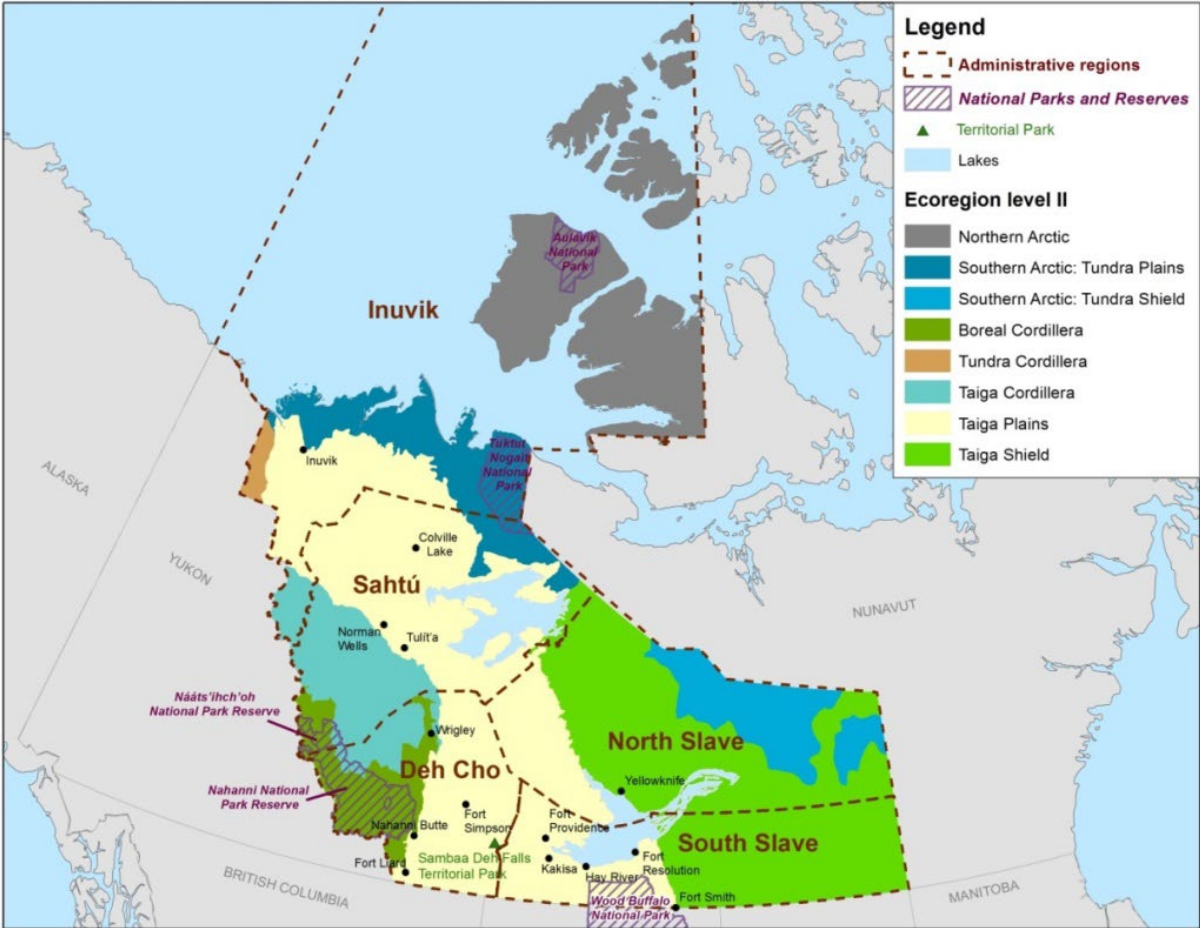 Legend
Administrative regions
National Parks and Reserves
Territorial Park
Lakes
Ecoregion level II
Northern Arctic
Southern Arctic: Tundra Plains
Southern Arctic: Tundra Shield
Boreal Cordillera
Tundra Cordillera
Taiga Cordillera
Taiga Plains
Taiga Shield
Aulavik
National
Park
Inuvik
Tuktut
Nogait
National
Park
Inuvik
ALASKA
YUKON
Colville
Lake
Sahtú
NUNAVUT
Norman
Wells
Tulít'a
Nááts'ihch'oh
National Park Reserve
Wrigley
North Slave
Deh Cho
Yellowknife
Nahanni National
Park Reserve
Fort
Simpson
Fort
Providence
Nahanni Butte
South Slave
Fort Liard
Sambaa Deh Falls
Territorial Park
Kakisa
Hay River
Fort
Resolution
BRITISH COLUMBIA
Wood Buffalo
National Park
Fort Smith
MANITOBA